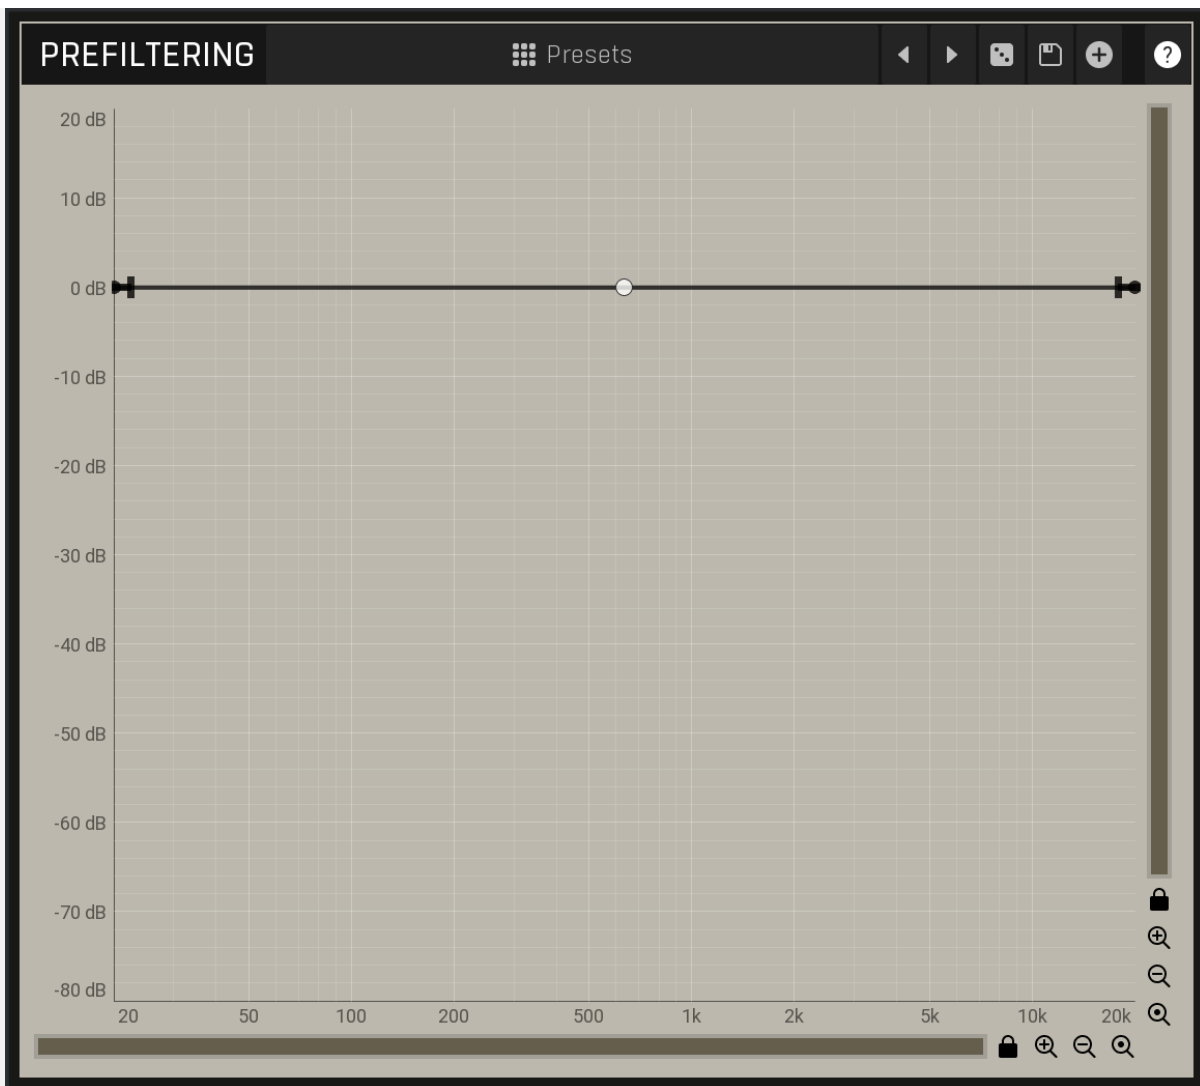 PREFILTERING
Presets
?
20 dB
10 dB
0 dB
-10 dB
-20 dB
-30 dB
-40 dB
-50 dB
-60 dB
-70 dB
-80 dB
20 50 100 200 500 1k 2k 5k 10k 20k